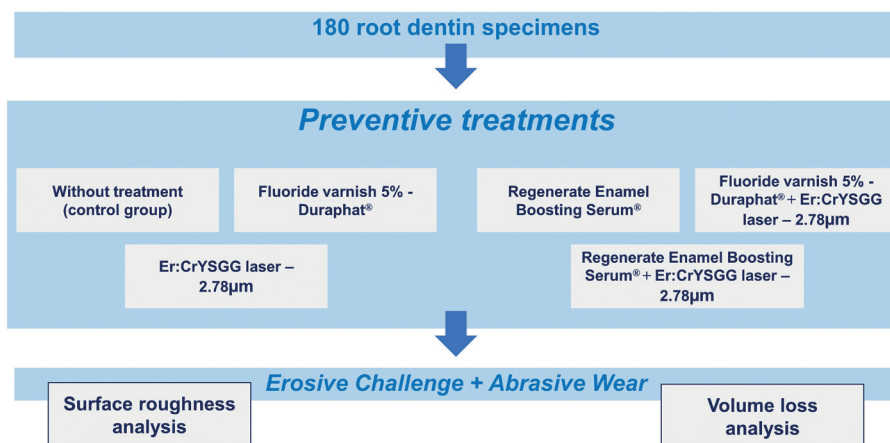 180 root dentin specimens
Preventive treatments
Without treatment
(control group)
Fluoride varnish 5% -
Duraphat®
Regenerate Enamel
Boosting Serum®
Fluoride varnish 5% -
Duraphat® + Er:CrYSGG
laser – 2.78µm
Er:CrYSGG laser –
2.78µm
Regenerate Enamel Boosting
Serum® + Er:CrYSGG laser –
2.78µm
Erosive Challenge + Abrasive Wear
Surface roughness
analysis
Volume loss
analysis